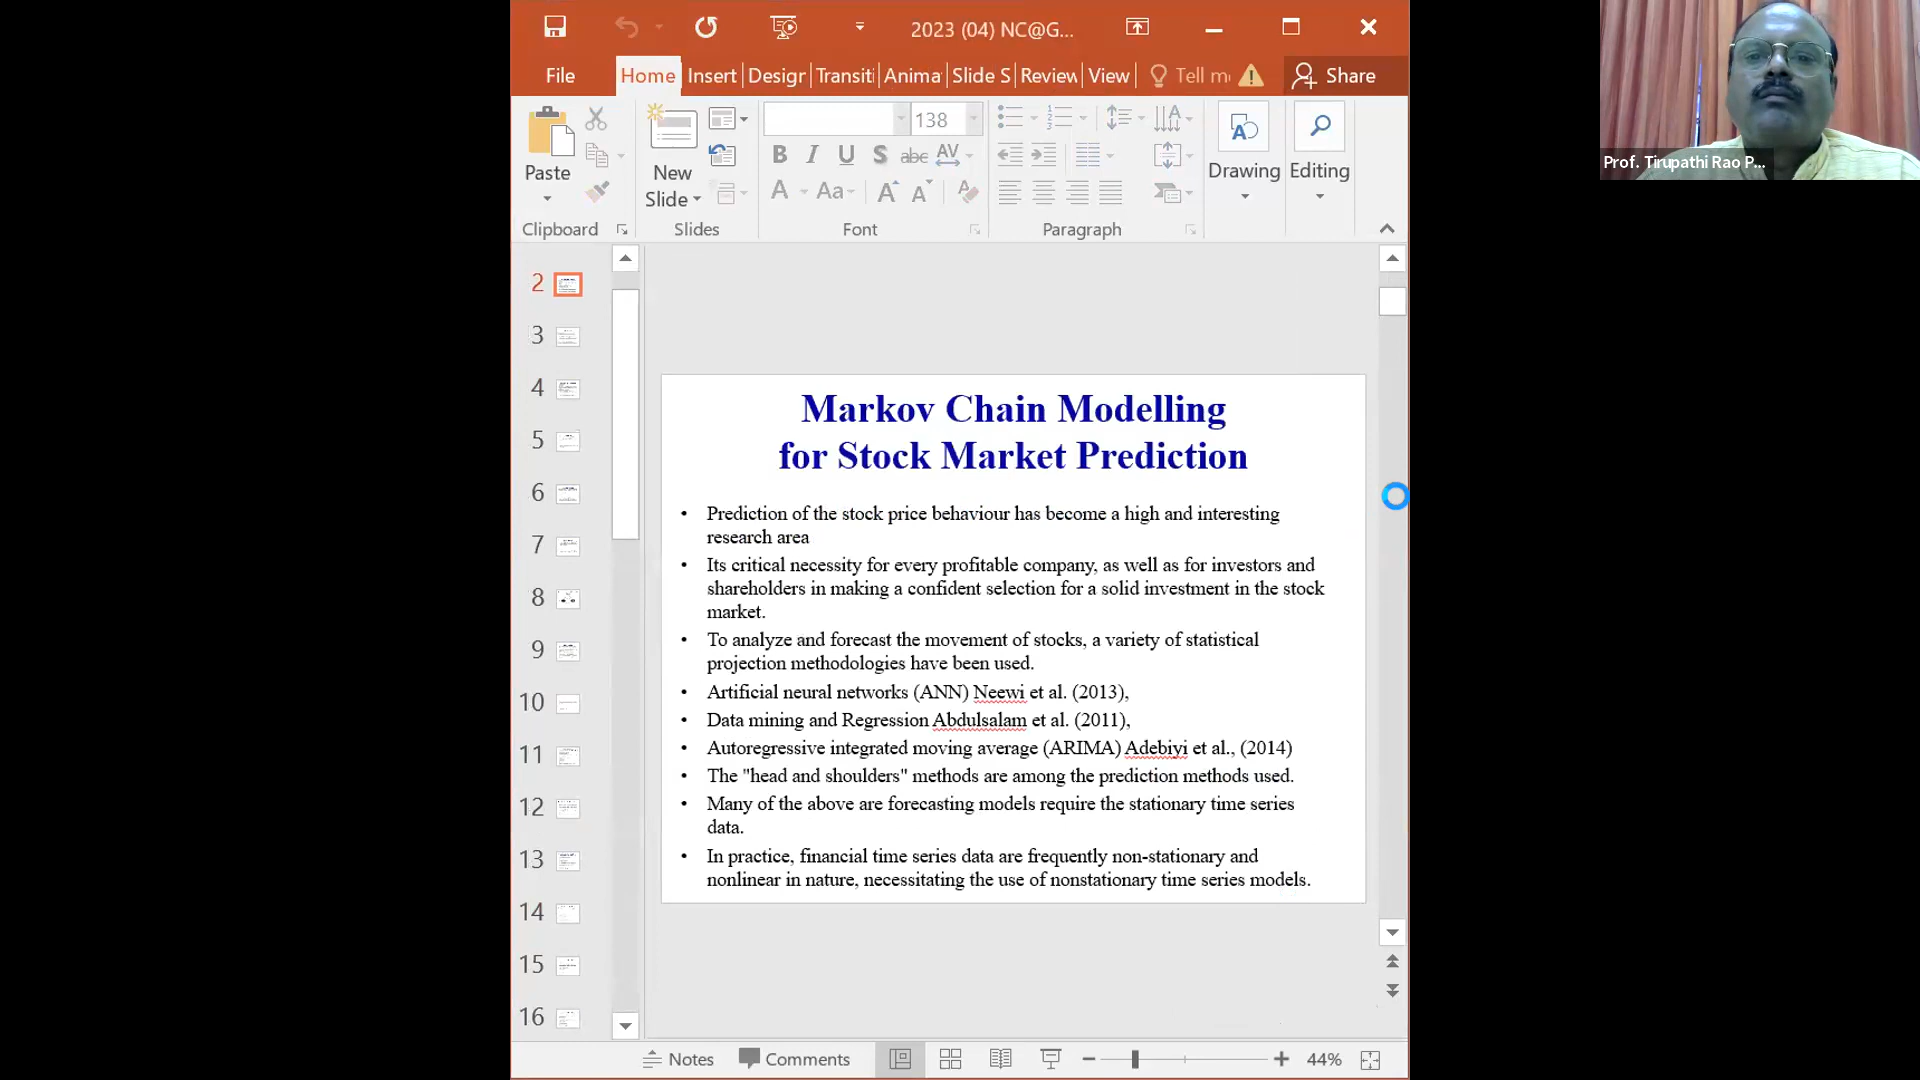 2023 (04) NC@G...
File
Home
Insert
Design
Transiti
Anima
Slide S
Review
View
Tell me
Share
Paste
New
Slide
138
B I U S abc AV
A Aa A A
Drawing
Editing
Clipboard
Slides
Font
Paragraph
Prof. Tirupathi Rao P...
2
3
4
5
6
7
8
9
10
11
12
13
14
15
16
Markov Chain Modelling
for Stock Market Prediction
• Prediction of the stock price behaviour has become a high and interesting
research area
• Its critical necessity for every profitable company, as well as for investors and
shareholders in making a confident selection for a solid investment in the stock
market.
• To analyze and forecast the movement of stocks, a variety of statistical
projection methodologies have been used.
• Artificial neural networks (ANN) Neewi et al. (2013),
• Data mining and Regression Abdulsalam et al. (2011),
• Autoregressive integrated moving average (ARIMA) Adebiyi et al., (2014)
• The "head and shoulders" methods are among the prediction methods used.
• Many of the above are forecasting models require the stationary time series
data.
• In practice, financial time series data are frequently non-stationary and
nonlinear in nature, necessitating the use of nonstationary time series models.
Notes
Comments
44%